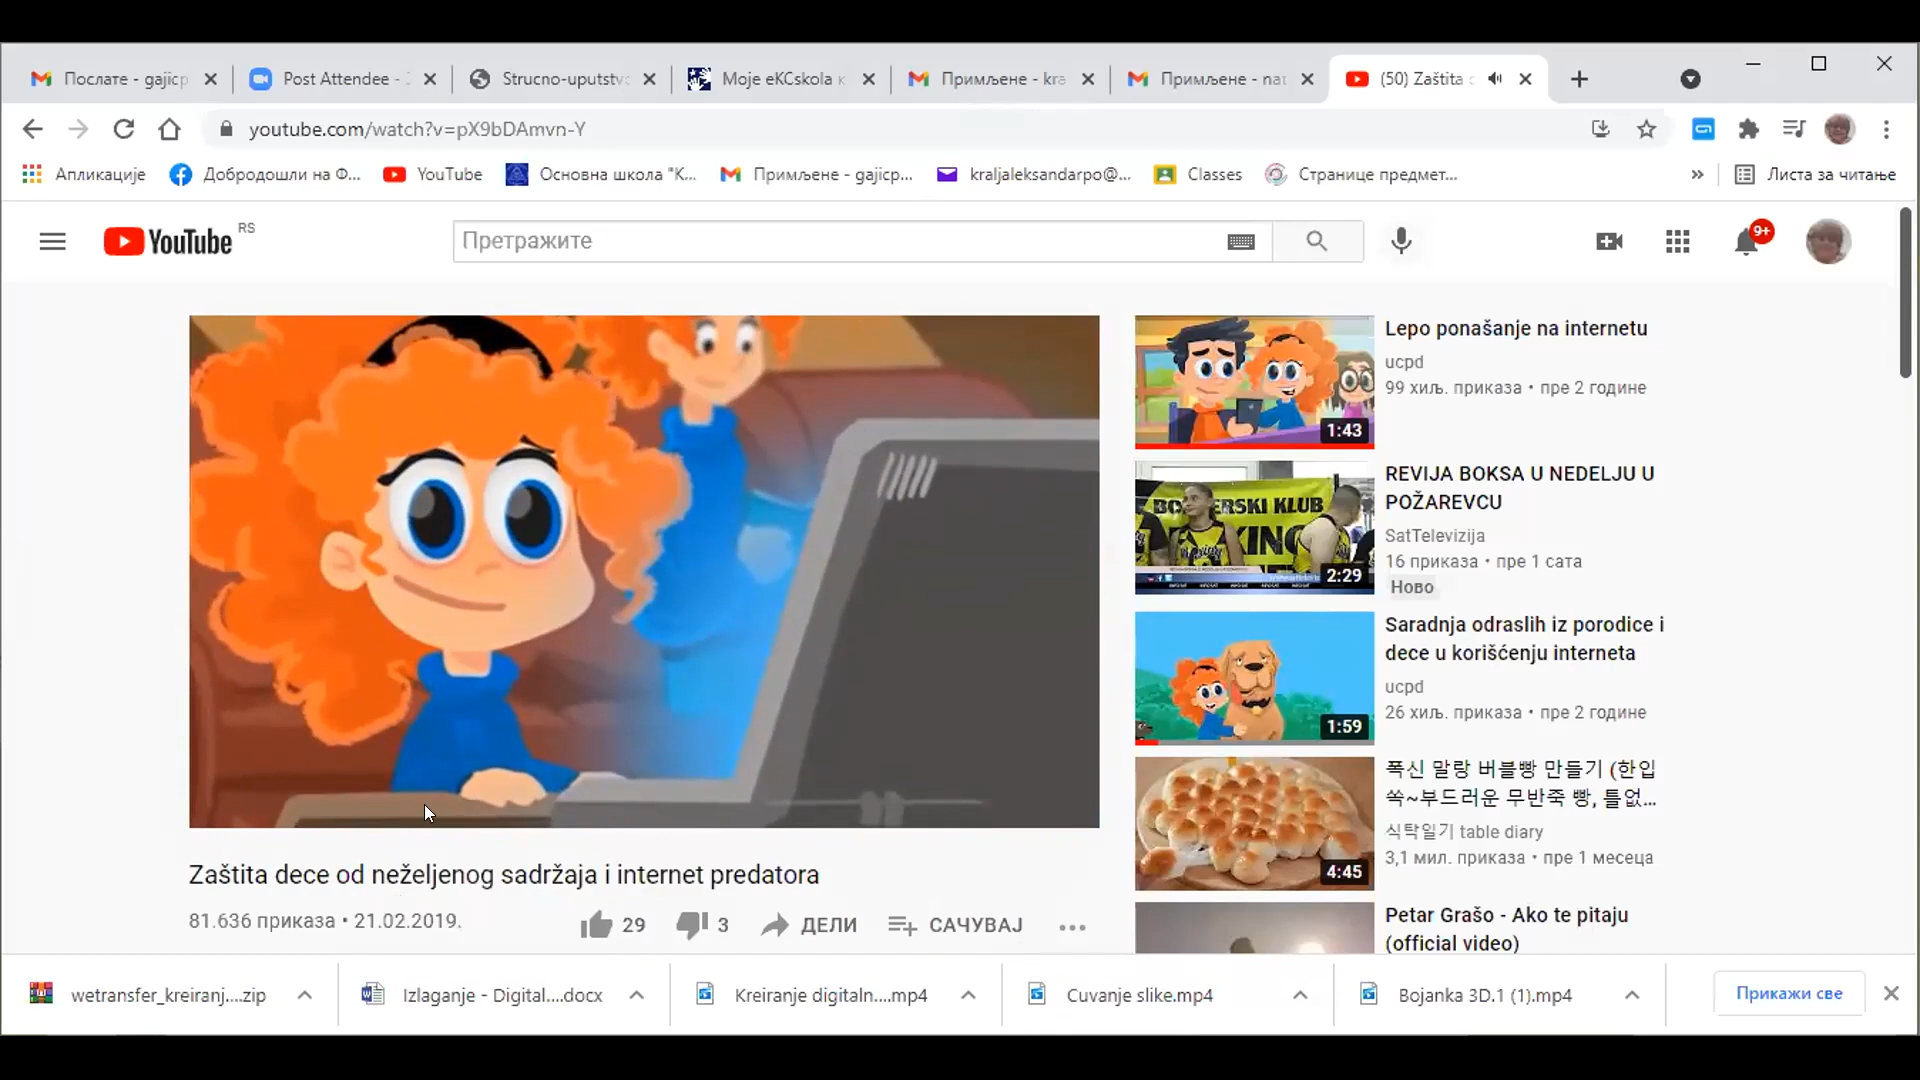 Послате - gajicp
Post Attendee -
Strucno-uputstv
Moje eKCskola
Примљене - kra
Примљене - nat
(50) Zaštita
youtube.com/watch?v=pX9bDAmvn-Y
Апликације
Добродошли на Ф...
YouTube
Основна школа "К...
Примљене - gajicp...
kraljaleksandarpo@...
Classes
Странице предмет...
»
Листа за читање
YouTube RS
Претражите
9+
Lepo ponašanje na internetu
ucpd
99 хиљ. приказа • пре 2 године
1:43
REVIJA BOKSA U NEDELJU U
POŽAREVCU
SatTelevizija
16 приказа • пре 1 сата
Ново
2:29
Saradnja odraslih iz porodice i
dece u korišćenju interneta
ucpd
26 хиљ. приказа • пре 2 године
1:59
폭신 말랑 버블빵 만들기 (한입
쏙~부드러운 무반죽 빵, 틀없...
식탁일기 table diary
3,1 мил. приказа • пре 1 месеца
4:45
Petar Grašo - Ako te pitaju
(official video)
Zaštita dece od neželjenog sadržaja i internet predatora
81.636 приказа • 21.02.2019.
29
3
ДЕЛИ
САЧУВАЈ
wetransfer_kreiranj....zip
Izlaganje - Digital....docx
Kreiranje digitaln....mp4
Cuvanje slike.mp4
Bojanka 3D.1 (1).mp4
Прикажи све